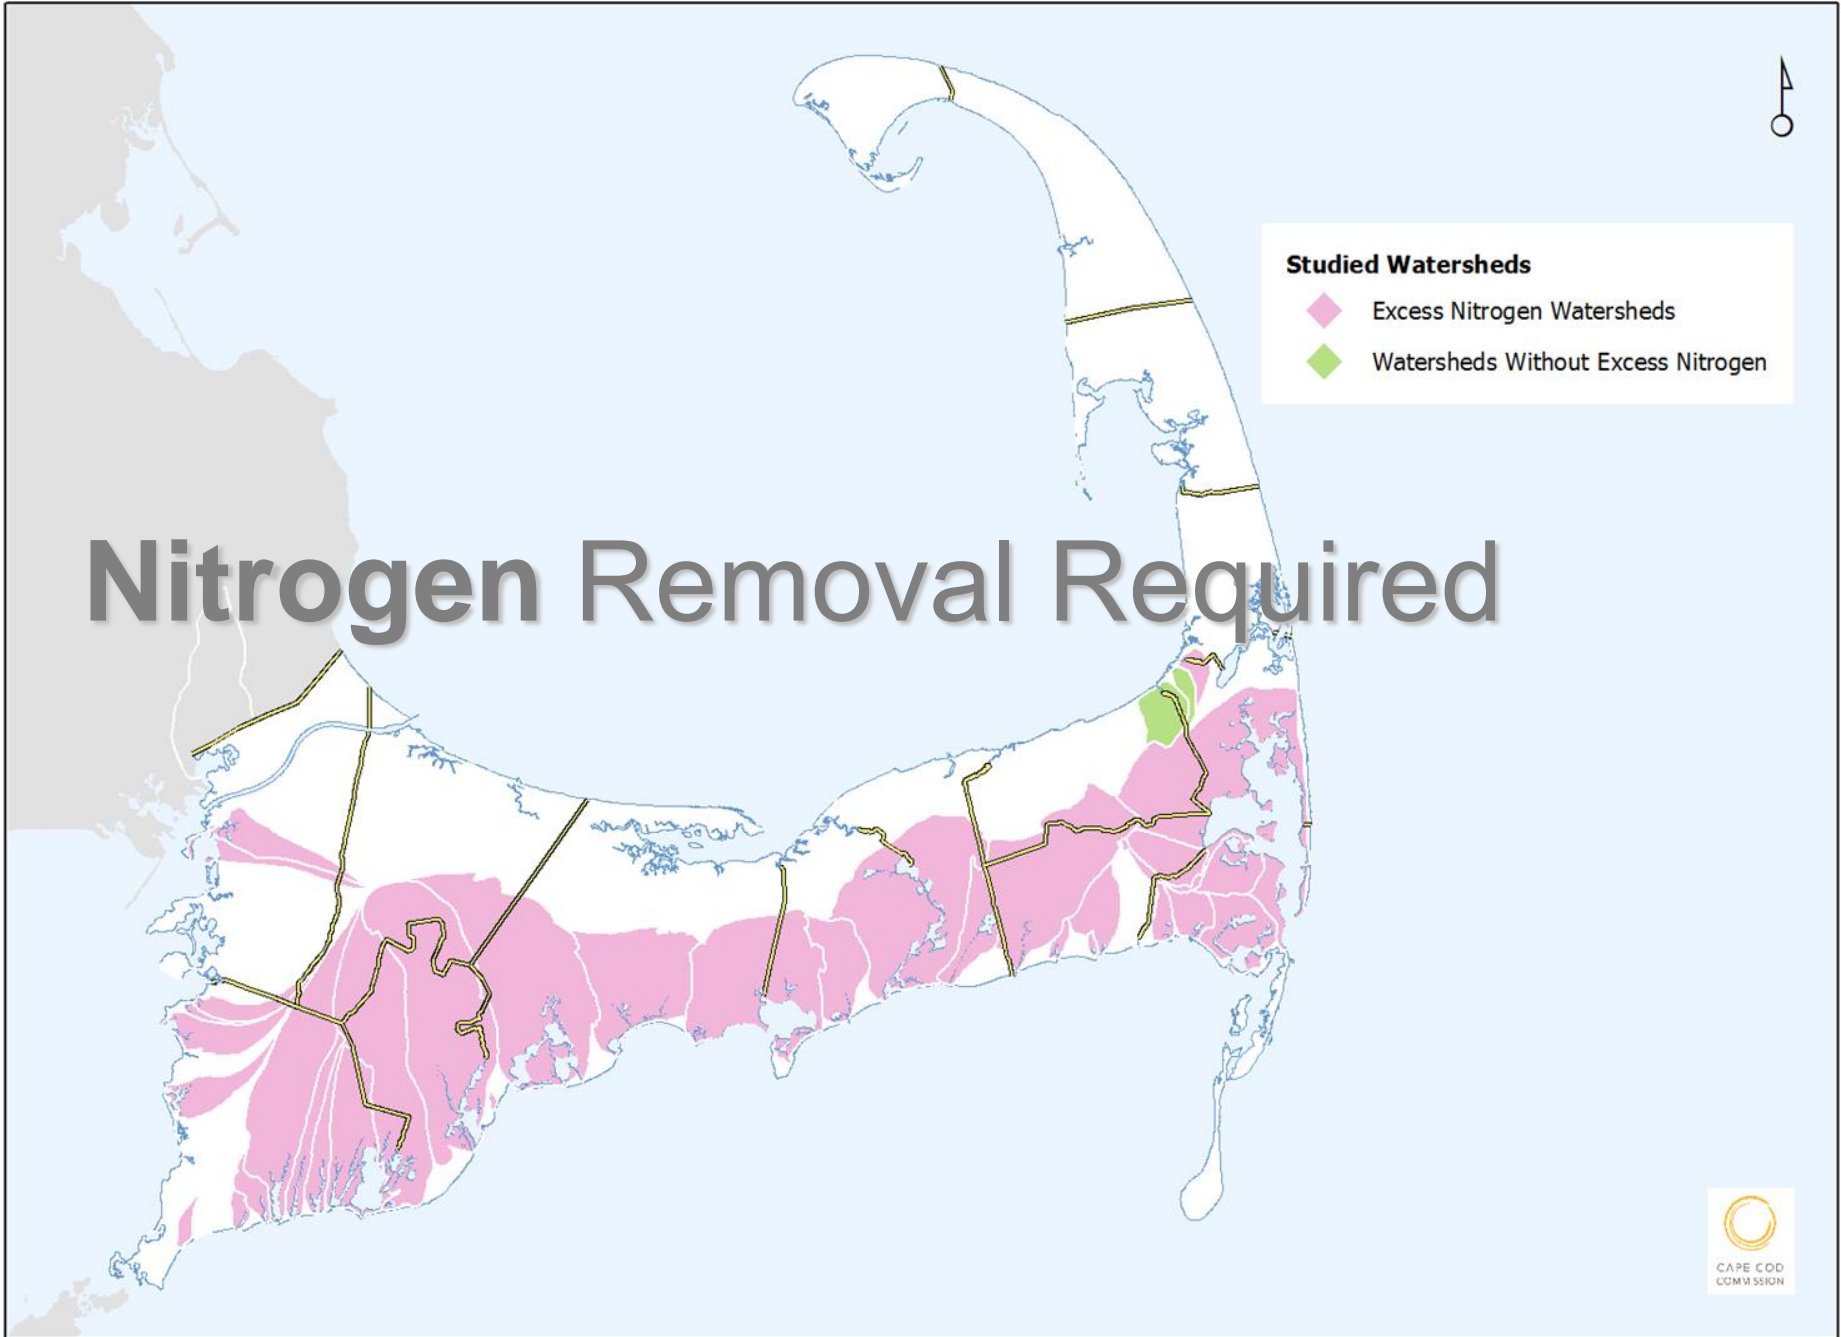 Studied Watersheds
Excess Nitrogen Watersheds
Watersheds Without Excess Nitrogen
Nitrogen Removal Required
CAPE COD
COMMISSION